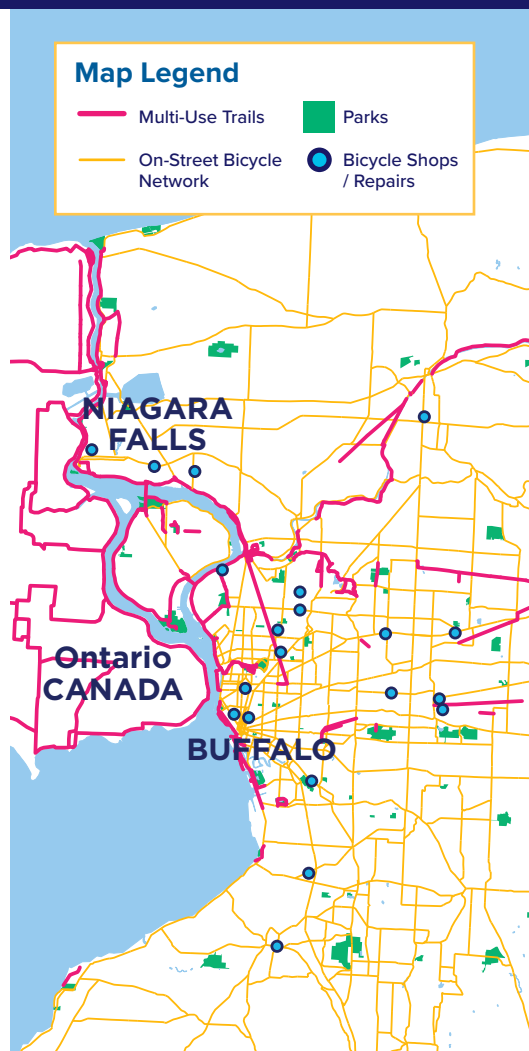 Map Legend
Multi-Use Trails
Parks
On-Street Bicycle
Network
Bicycle Shops
/ Repairs
NIAGARA
FALLS
Ontario
CANADA
BUFFALO